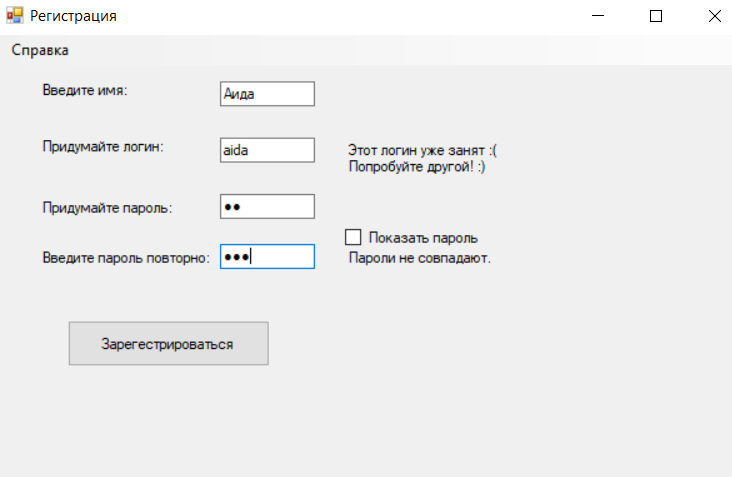 Регистрация
Справка
Введите имя:
Аида
Придумайте логин:
aida
Этот логин уже занят :(
Попробуйте другой! :)
Придумайте пароль:
●●
Показать пароль
Введите пароль повторно:
●●●
Пароли не совпадают.
Зарегестрироваться